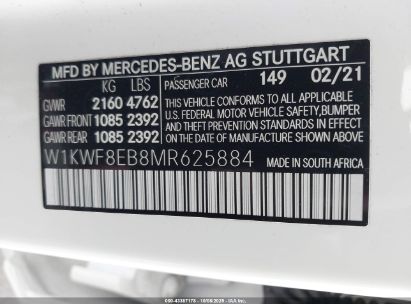 MFD BY MERCEDES-BENZ AG STUTTGART
KG LBS PASSENGER CAR 149 02/21
GVWR 2160 4762
GAWR FRONT 1085 2392
GAWR REAR 1085 2392
THIS VEHICLE CONFORMS TO ALL APPLICABLE
U.S. FEDERAL MOTOR VEHICLE SAFETY, BUMPER
AND THEFT PREVENTION STANDARDS IN EFFECT
ON THE DATE OF MANUFACTURE SHOWN ABOVE
W1KWF8EB8MR625884 MADE IN SOUTH AFRICA